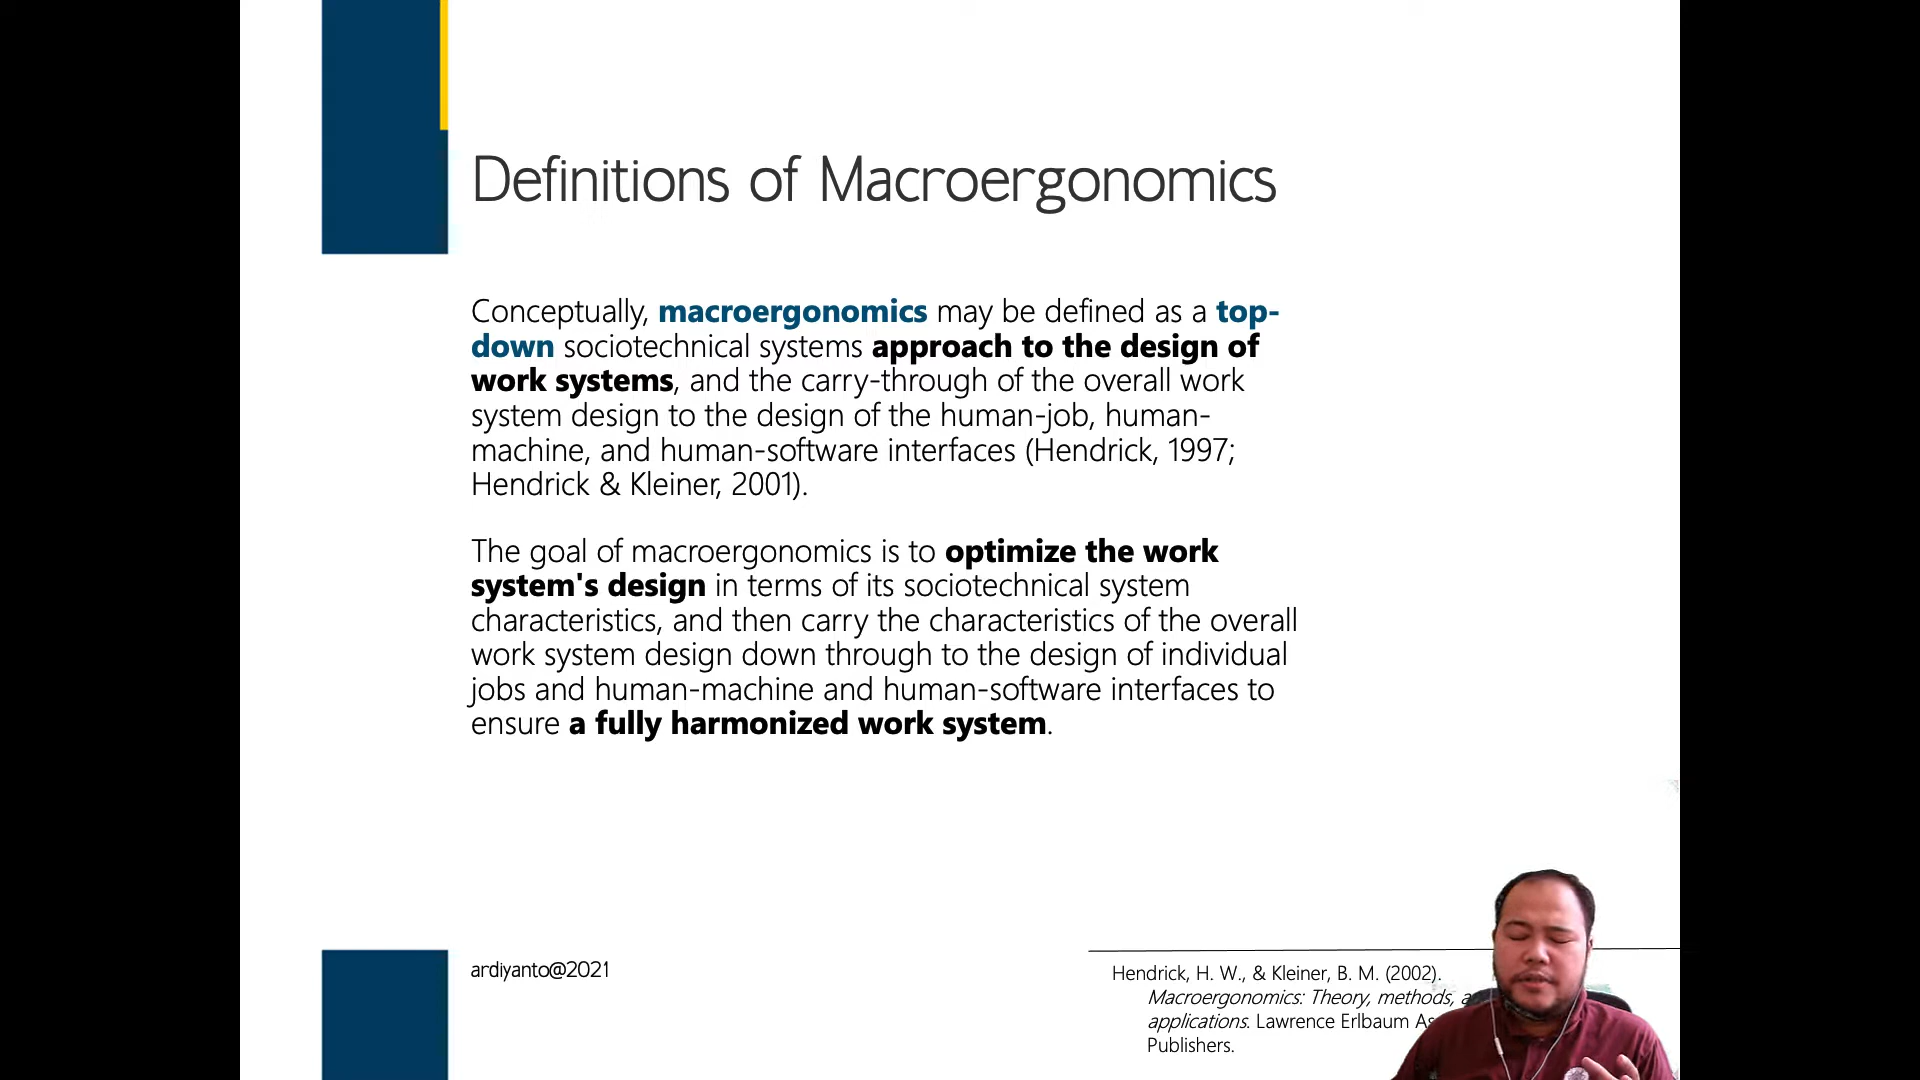 Definitions of Macroergonomics
Conceptually, macroergonomics may be defined as a top-
down sociotechnical systems approach to the design of
work systems, and the carry-through of the overall work
system design to the design of the human-job, human-
machine, and human-software interfaces (Hendrick, 1997;
Hendrick & Kleiner, 2001).
The goal of macroergonomics is to optimize the work
system's design in terms of its sociotechnical system
characteristics, and then carry the characteristics of the overall
work system design down through to the design of individual
jobs and human-machine and human-software interfaces to
ensure a fully harmonized work system.
ardiyanto@2021
Hendrick, H. W., & Kleiner, B. M. (2002).
Macroergonomics: Theory, methods,
applications. Lawrence Erlbaum
Publishers.